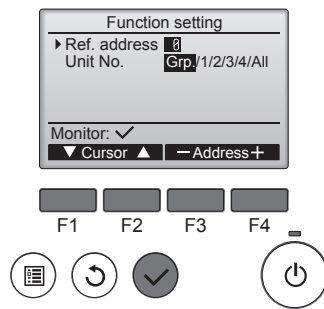 Function setting
Ref. address 0
Unit No. Grp./1/2/3/4/All
Monitor: ✓
▼ Cursor ▲ −Address+
F1 F2 F3 F4